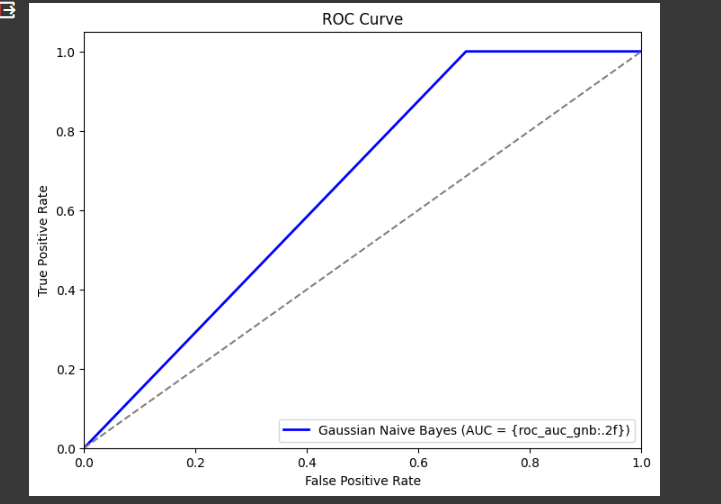 ROC Curve
1.0
0.8
0.6
0.4
0.2
0.0
True Positive Rate
Gaussian Naive Bayes (AUC = {roc_auc_gnb:.2f})
0.0 0.2 0.4 0.6 0.8 1.0
False Positive Rate